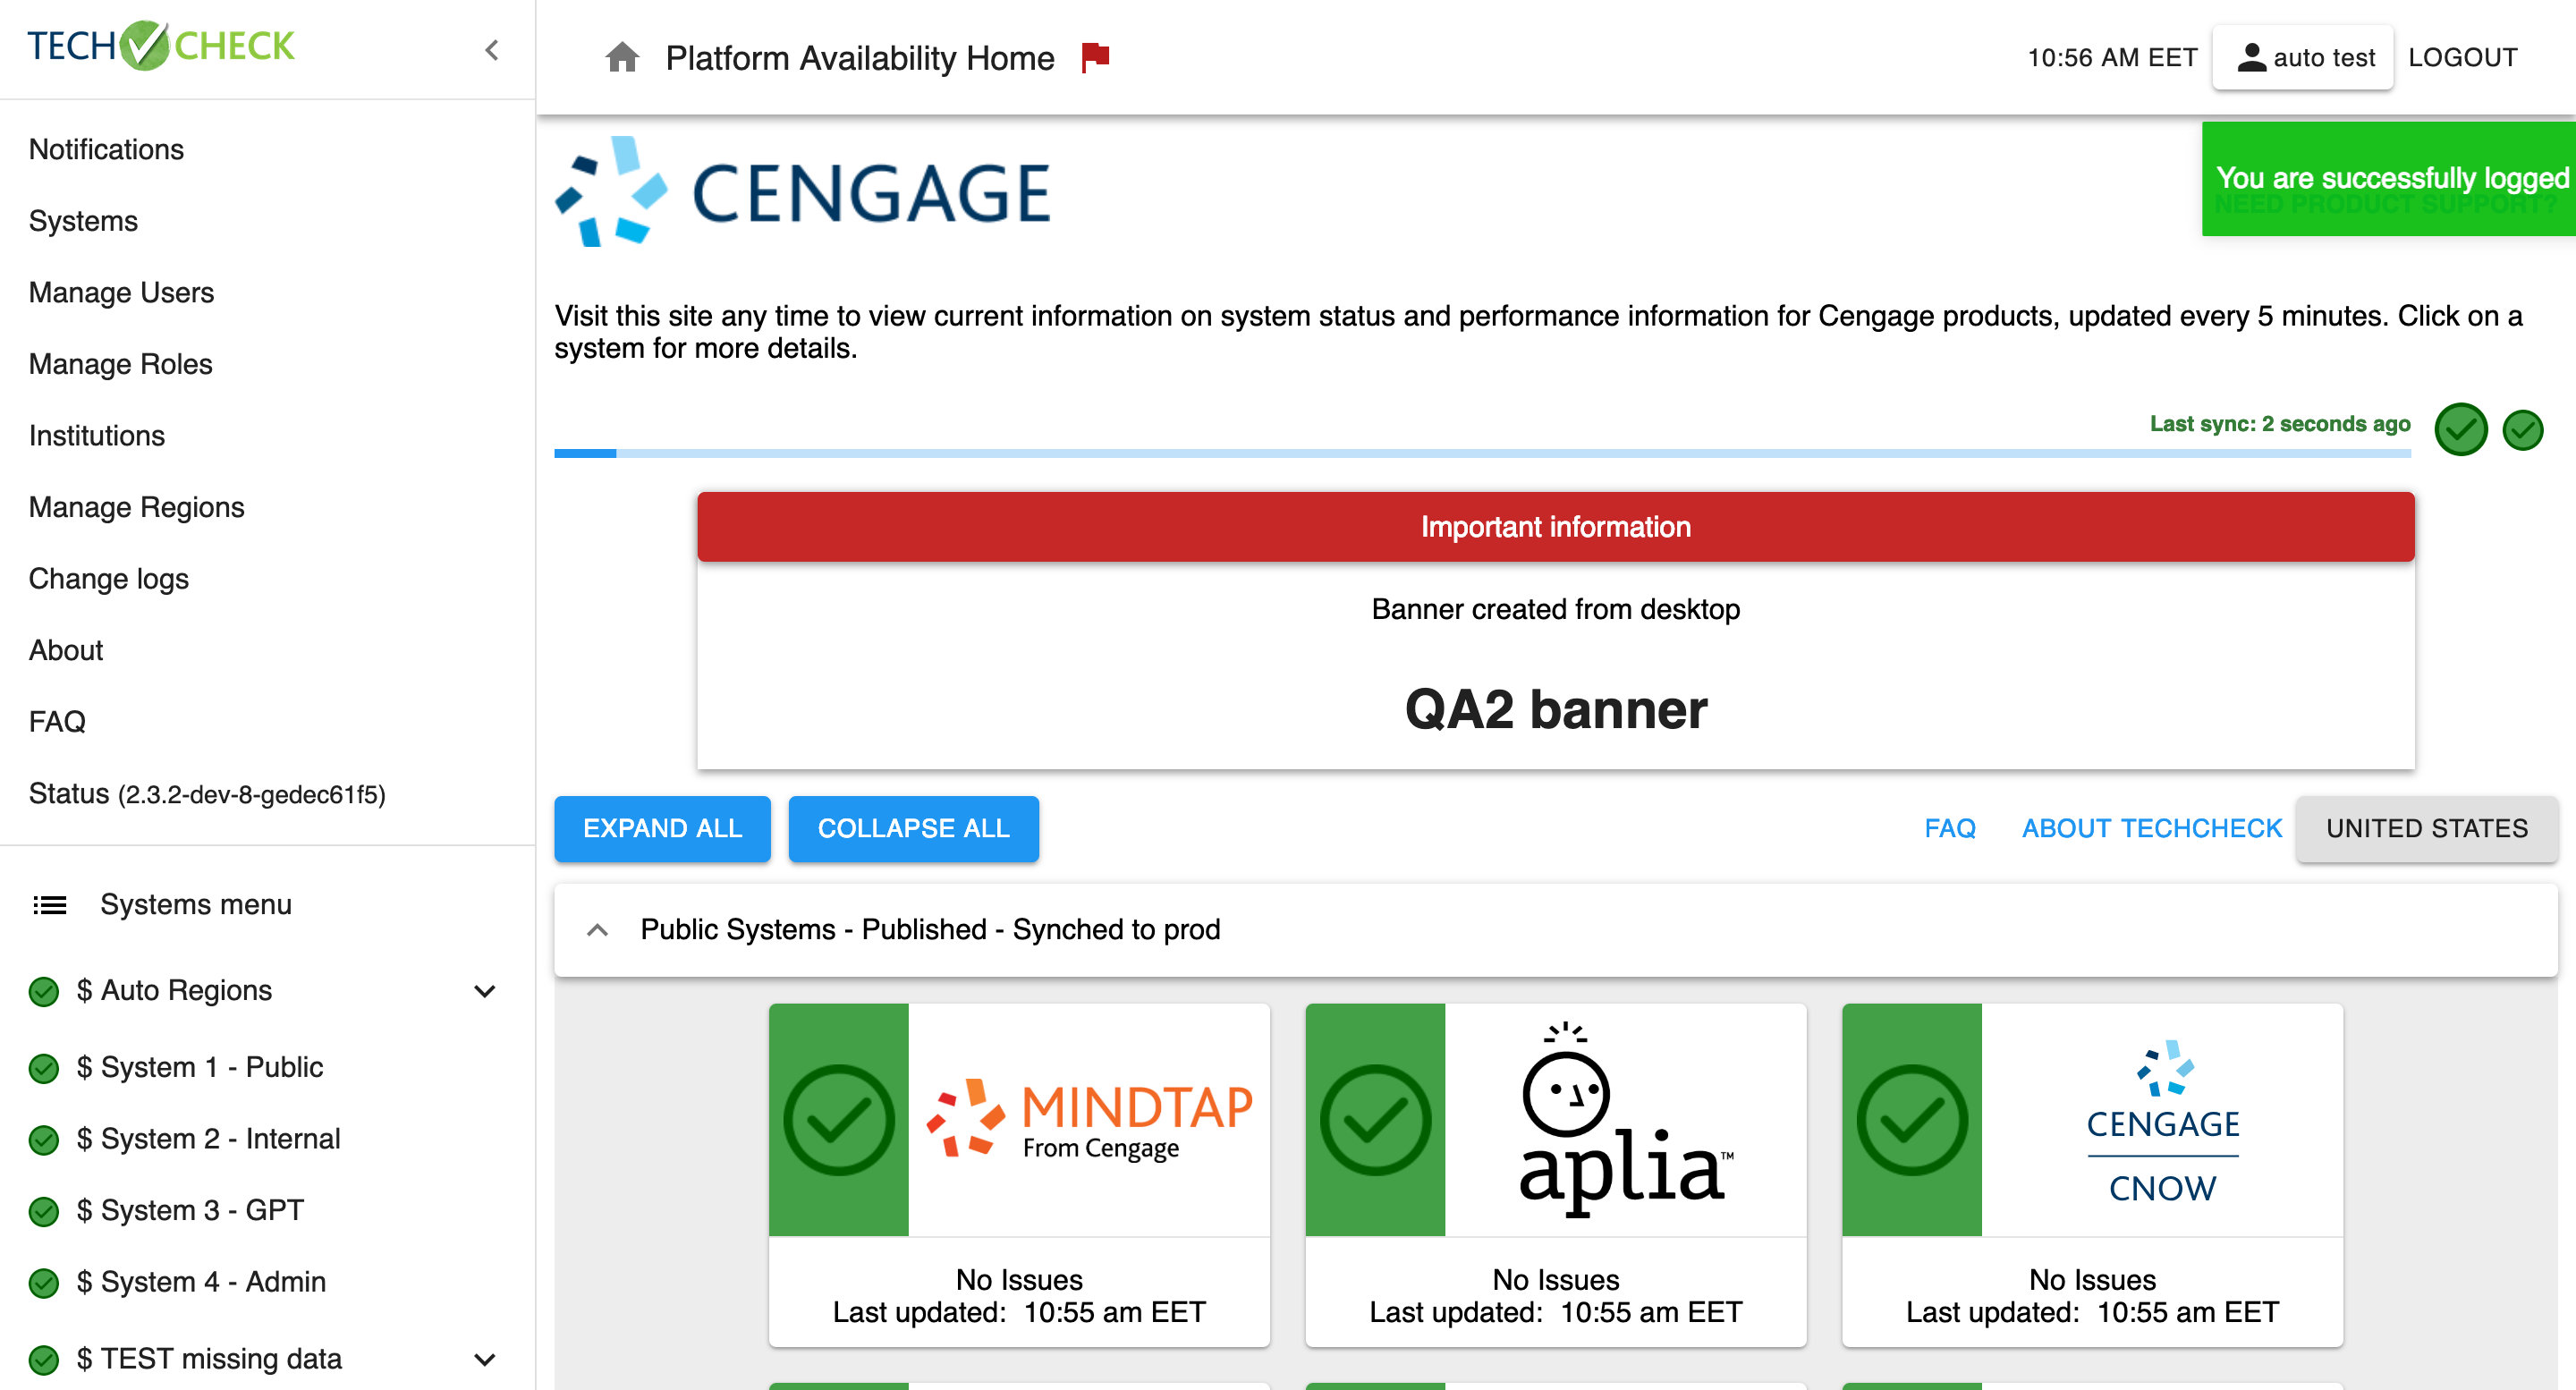 TECH CHECK
Platform Availability Home
10:56 AM EET
auto test
LOGOUT
Notifications
Systems
Manage Users
Manage Roles
Institutions
Manage Regions
Change logs
About
FAQ
Status (2.3.2-dev-8-gedec61f5)
Systems menu
$ Auto Regions
$ System 1 - Public
$ System 2 - Internal
$ System 3 - GPT
$ System 4 - Admin
$ TEST missing data
CENGAGE
You are successfully logged
NEED PRODUCT SUPPORT?
Visit this site any time to view current information on system status and performance information for Cengage products, updated every 5 minutes. Click on a
system for more details.
Last sync: 2 seconds ago
Important information
Banner created from desktop
QA2 banner
EXPAND ALL
COLLAPSE ALL
FAQ
ABOUT TECHCHECK
UNITED STATES
Public Systems - Published - Synched to prod
MINDTAP
From Cengage
No Issues
Last updated: 10:55 am EET
aplia™
No Issues
Last updated: 10:55 am EET
CENGAGE
CNOW
No Issues
Last updated: 10:55 am EET